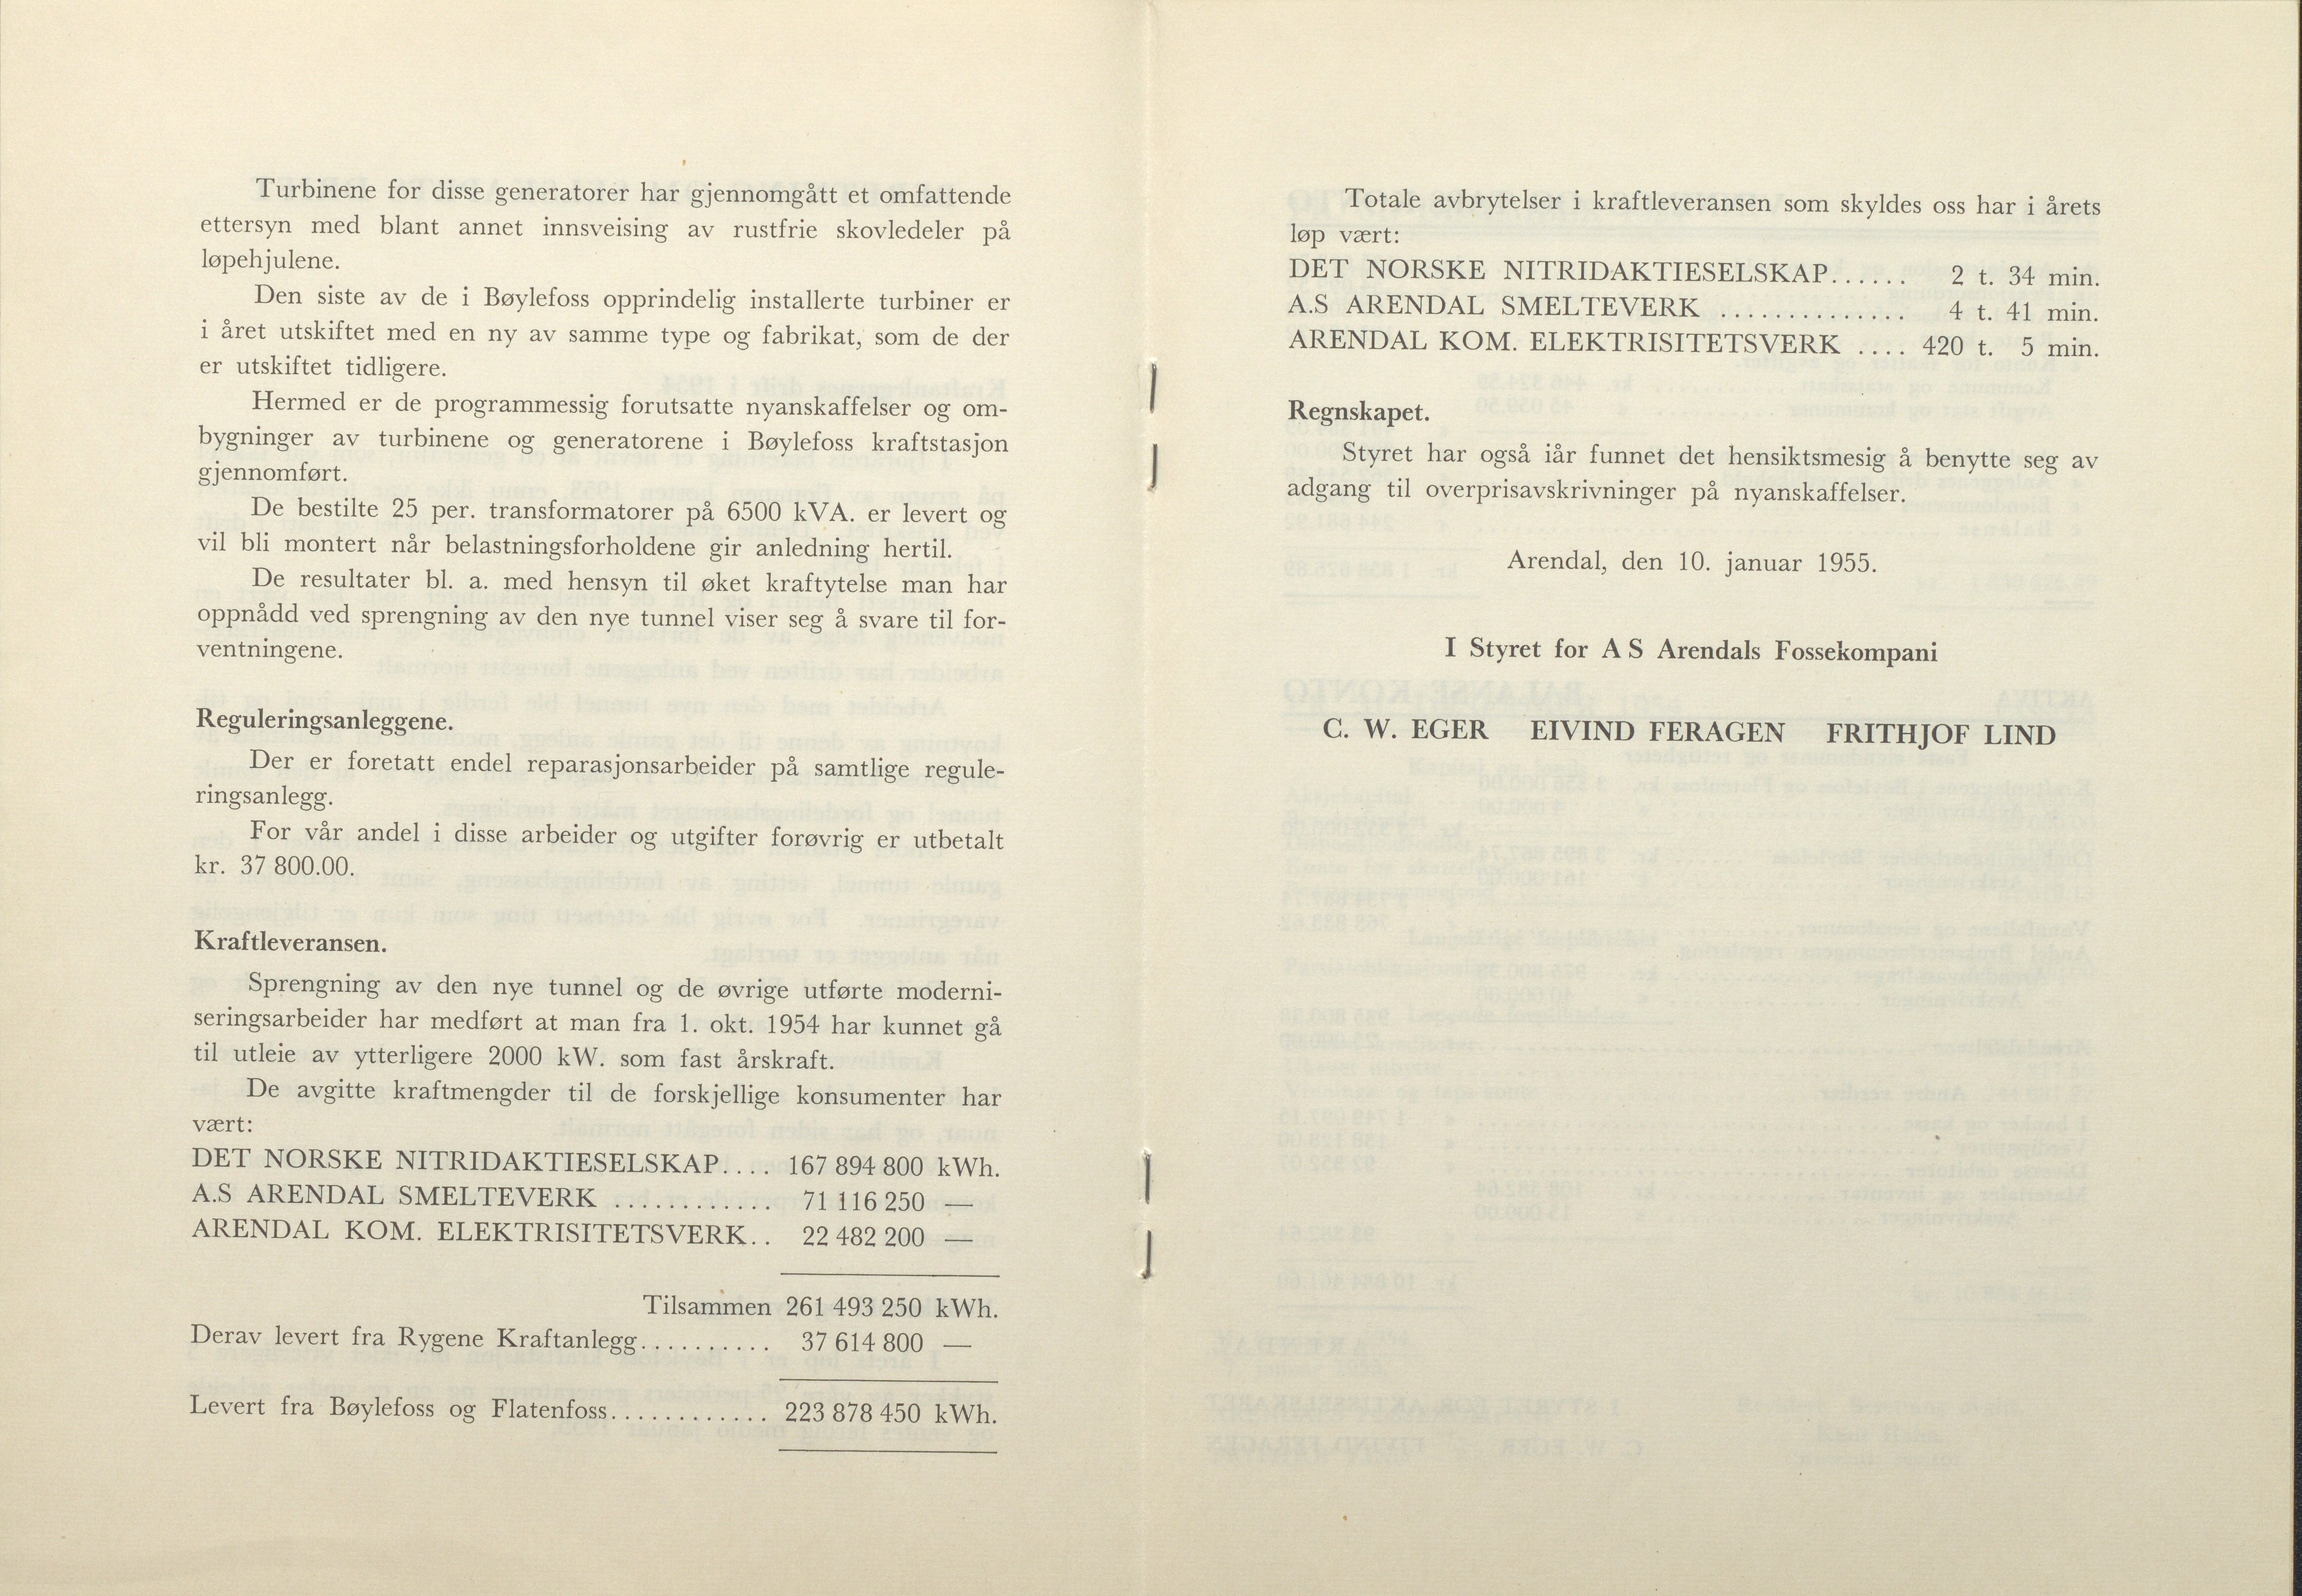 Turbinene for disse generatorer har gjennomgått et omfattende
ettersyn med blant annet innsveising av rustfrie skovledeler på
løpehjulene.
Den siste av de i Bøylefoss opprindelig installerte turbiner er
i året utskiftet med en ny av samme type og fabrikat, som de der
er utskiftet tidligere.
Hermed er de programmessig forutsatte nyanskaffelser og om-
bygninger av turbinene og generatorene i Bøylefoss kraftstasjon
gjennomført.
De bestilte 25 per. transformatorer på 6500 kVA. er levert og
vil bli montert når belastningsforholdene gir anledning hertil.
De resultater bl. a. med hensyn til øket kraftytelse man har
oppnådd ved sprengning av den nye tunnel viser seg å svare til for-
ventningene.
Reguleringsanleggene.
Der er foretatt endel reparasjonsarbeider på samtlige regule-
ringsanlegg.
For vår andel i disse arbeider og utgifter forøvrig er utbetalt
kr. 37 800.00.
Kraftleveransen.
Sprengning av den nye tunnel og de øvrige utførte moderni-
seringsarbeider har medført at man fra 1. okt. 1954 har kunnet gå
til utleie av ytterligere 2000 kW. som fast årskraft.
De avgitte kraftmengder til de forskjellige konsumenter har
vært:
DET NORSKE NITRIDAKTIESELSKAP.... 167 894 800 kWh.
A.S ARENDAL SMELTEVERK ............ 71 116 250 —
ARENDAL KOM. ELEKTRISITETSVERK.. 22 482 200 —
Tilsammen 261 493 250 kWh.
Derav levert fra Rygene Kraftanlegg.......... 37 614 800 —
Levert fra Bøylefoss og Flatenfoss............ 223 878 450 kWh.
Totale avbrytelser i kraftleveransen som skyldes oss har i årets
løp vært:
DET NORSKE NITRIDAKTIESELSKAP...... 2 t. 34 min.
A.S ARENDAL SMELTEVERK .............. 4 t. 41 min.
ARENDAL KOM. ELEKTRISITETSVERK .... 420 t. 5 min.
Regnskapet.
Styret har også iår funnet det hensiktsmesig å benytte seg av
adgang til overprisavskrivninger på nyanskaffelser.
Arendal, den 10. januar 1955.
I Styret for A S Arendals Fossekompani
C. W. EGER EIVIND FERAGEN FRITHJOF LIND